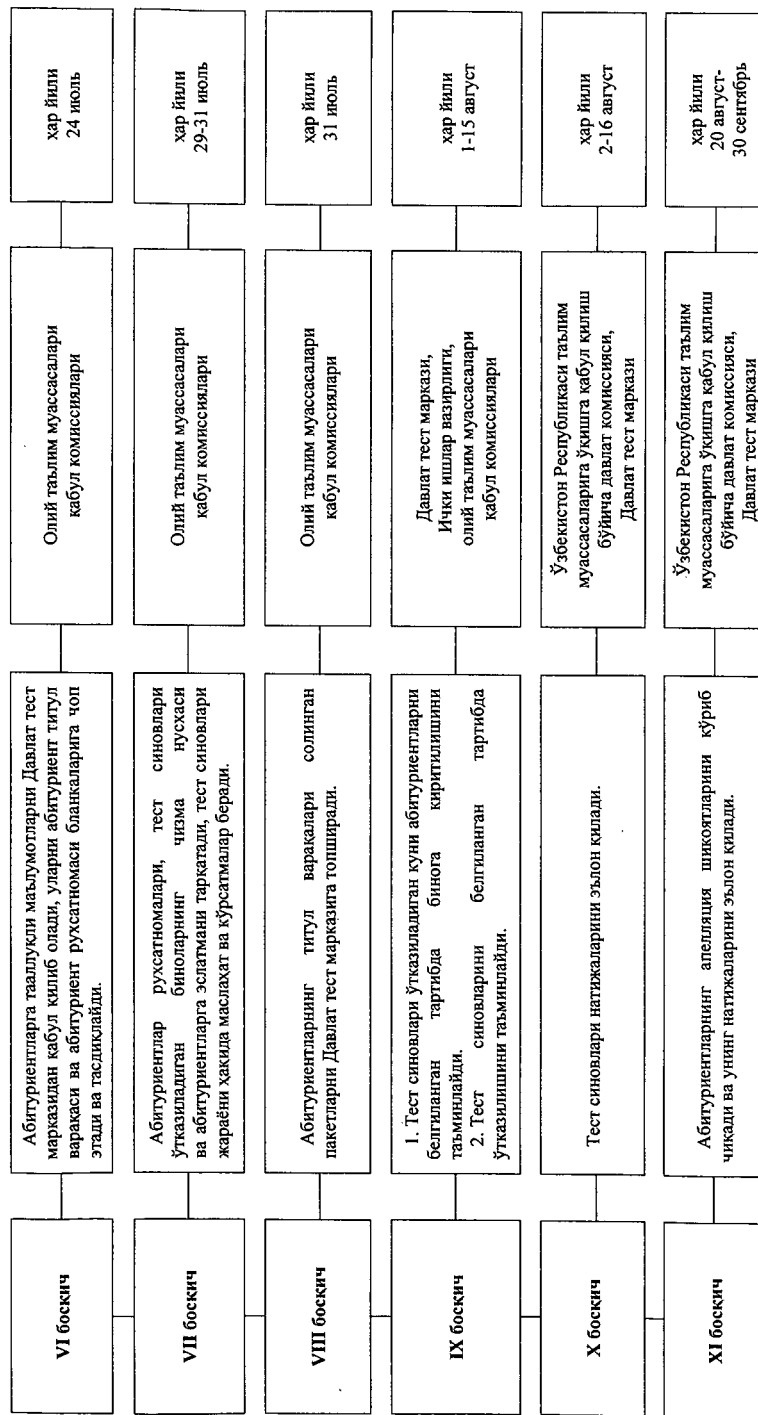 VI босқич
Абитуриентларга тааллуқли маълумотларни Давлат тест
марказидан қабул қилиб олади, уларни абитуриент титул
варақаси ва абитуриент рухсатномаси бланкаларига чоп
этади ва тасдиқлайди.
Олий таълим муассасалари
қабул комиссиялари
ҳар йили
24 июль
VII босқич
Абитуриентлар рухсатномалари, тест синовлари
ўтказиладиган биноларнинг чизма нусхаси
ва абитуриентларга эслатмани тарқатади, тест синовлари
жараёни ҳақида маслаҳат ва кўрсатмалар беради.
Олий таълим муассасалари
қабул комиссиялари
ҳар йили
29-31 июль
VIII босқич
Абитуриентларнинг титул варақалари солинган
пакетларни Давлат тест марказига топширади.
Олий таълим муассасалари
қабул комиссиялари
ҳар йили
31 июль
IX босқич
1. Тест синовлари ўтказиладиган куни абитуриентларни
белгиланган тартибда бинога киритилишини
таъминлайди.
2. Тест синовларини белгиланган тартибда
ўтказилишини таъминлайди.
Давлат тест маркази,
Ички ишлар вазирлиги,
олий таълим муассасалари
қабул комиссиялари
ҳар йили
1-15 август
X босқич
Тест синовлари натижаларини эълон қилади.
Ўзбекистон Республикаси таълим
муассасаларига ўқишга қабул қилиш
бўйича давлат комиссияси,
Давлат тест маркази
ҳар йили
2-16 август
XI босқич
Абитуриентларнинг апелляция шикоятларини кўриб
чиқади ва унинг натижаларини эълон қилади.
Ўзбекистон Республикаси таълим
муассасаларига ўқишга қабул қилиш
бўйича давлат комиссияси,
Давлат тест маркази
ҳар йили
20 август-
30 сентябрь